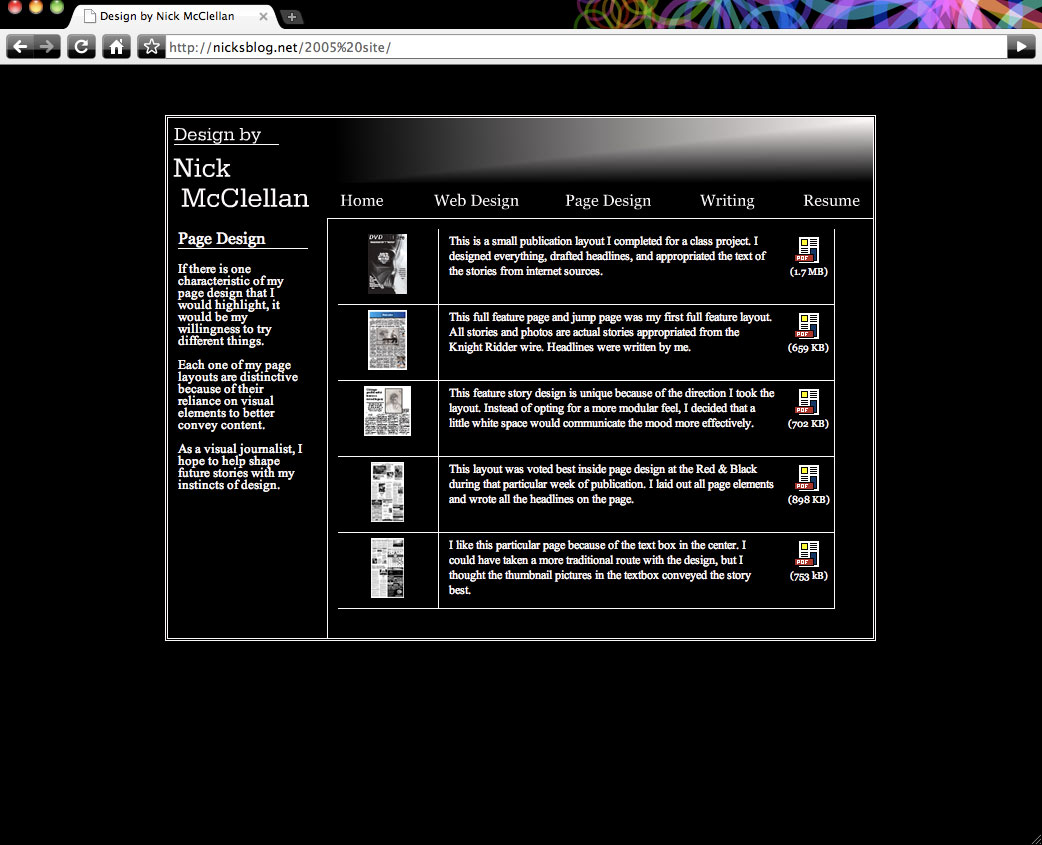 Design by Nick McClellan
http://nicksblog.net/2005%20site/
Design by
Nick
McClellan
Home Web Design Page Design Writing Resume
Page Design
If there is one
characteristic of my
page design that I
would highlight, it
would be my
willingness to try
different things.
Each one of my page
layouts are distinctive
because of their
reliance on visual
elements to better
convey content.
As a visual journalist, I
hope to help shape
future stories with my
instincts of design.
DVD
This is a small publication layout I completed for a class project. I
designed everything, drafted headlines, and appropriated the text of
the stories from internet sources.
PDF
(1.7 MB)
This full feature page and jump page was my first full feature layout.
All stories and photos are actual stories appropriated from the
Knight Ridder wire. Headlines were written by me.
PDF
(659 KB)
This feature story design is unique because of the direction I took the
layout. Instead of opting for a more modular feel, I decided that a
little white space would communicate the mood more effectively.
PDF
(702 KB)
This layout was voted best inside page design at the Red & Black
during that particular week of publication. I laid out all page elements
and wrote all the headlines on the page.
PDF
(898 KB)
I like this particular page because of the text box in the center. I
could have taken a more traditional route with the design, but I
thought the thumbnail pictures in the textbox conveyed the story
best.
PDF
(753 kB)